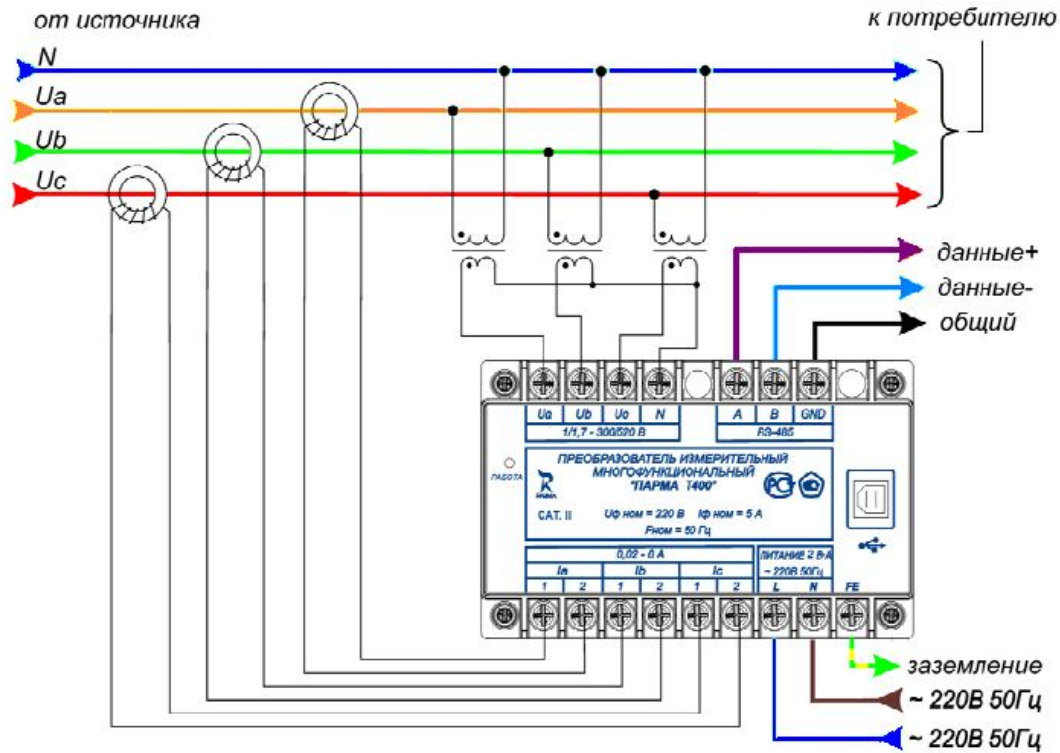 от источника
к потребителю
N
Ua
Ub
Uc
данные+
данные-
общий
Ua Ub Uc N A B GND
1/1,7 - 300/520 В RS-485
РАБОТА
ПРЕОБРАЗОВАТЕЛЬ ИЗМЕРИТЕЛЬНЫЙ
МНОГОФУНКЦИОНАЛЬНЫЙ
"ПАРМА Т400"
PARMA
РСТ
CAT. II
Uф ном = 220 В Iф ном = 5 А
Fном = 50 Гц
0,02 - 6 А ПИТАНИЕ 2 В·А
Ia Ib Ic ~ 220В 50Гц
1 2 1 2 1 2 L N FE
заземление
~ 220В 50Гц
~ 220В 50Гц